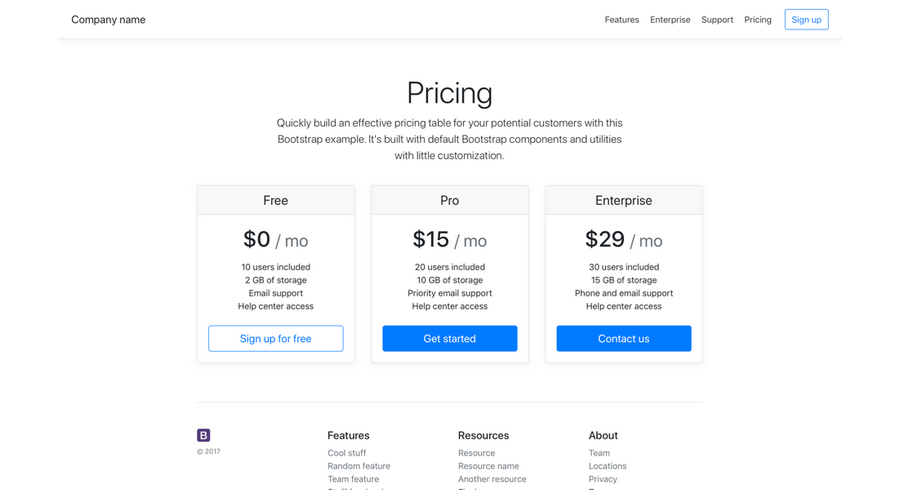 Company name
Features Enterprise Support Pricing Sign up
Pricing
Quickly build an effective pricing table for your potential customers with this
Bootstrap example. It's built with default Bootstrap components and utilities
with little customization.
Free
$0 / mo
10 users included
2 GB of storage
Email support
Help center access
Sign up for free
Pro
$15 / mo
20 users included
10 GB of storage
Priority email support
Help center access
Get started
Enterprise
$29 / mo
30 users included
15 GB of storage
Phone and email support
Help center access
Contact us
B
© 2017
Features
Cool stuff
Random feature
Team feature
Resources
Resource
Resource name
Another resource
About
Team
Locations
Privacy